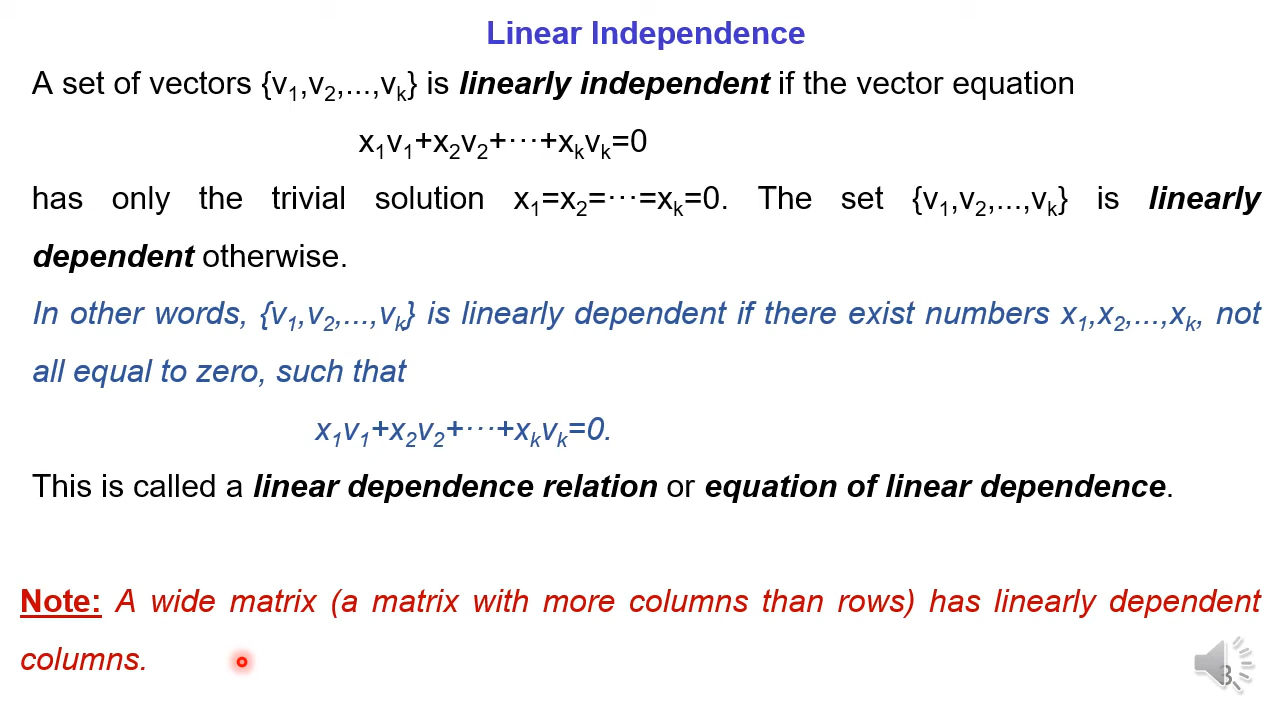 Linear Independence
A set of vectors {v₁,v₂,...,vₖ} is linearly independent if the vector equation
x₁v₁+x₂v₂+⋯+xₖvₖ=0
has only the trivial solution x₁=x₂=⋯=xₖ=0. The set {v₁,v₂,...,vₖ} is linearly
dependent otherwise.
In other words, {v₁,v₂,...,vₖ} is linearly dependent if there exist numbers x₁,x₂,...,xₖ, not
all equal to zero, such that
x₁v₁+x₂v₂+⋯+xₖvₖ=0.
This is called a linear dependence relation or equation of linear dependence.
Note: A wide matrix (a matrix with more columns than rows) has linearly dependent
columns.
3